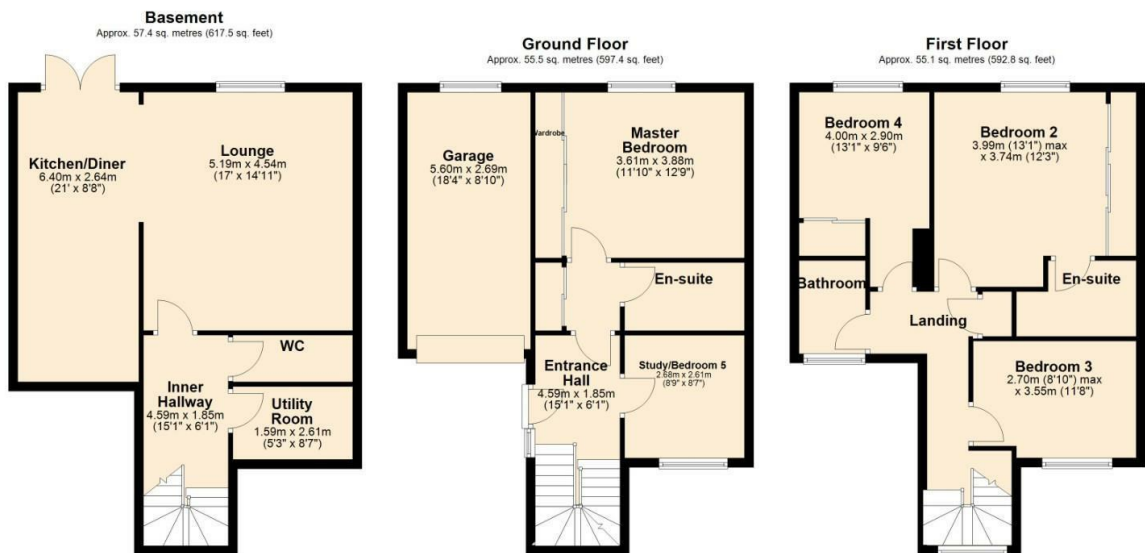 Basement
Approx. 57.4 sq. metres (617.5 sq. feet)
Kitchen/Diner
6.40m x 2.64m
(21' x 8'8")
Lounge
5.19m x 4.54m
(17' x 14'11")
WC
Inner
Hallway
4.59m x 1.85m
(15'1" x 6'1")
Utility
Room
1.59m x 2.61m
(5'3" x 8'7")
Ground Floor
Approx. 55.5 sq. metres (597.4 sq. feet)
Garage
5.60m x 2.69m
(18'4" x 8'10")
Wardrobe
Master
Bedroom
3.61m x 3.88m
(11'10" x 12'9")
En-suite
Entrance
Hall
4.59m x 1.85m
(15'1" x 6'1")
Study/Bedroom 5
2.68m x 2.61m
(8'9" x 8'7")
First Floor
Approx. 55.1 sq. metres (592.8 sq. feet)
Bedroom 4
4.00m x 2.90m
(13'1" x 9'6")
Bedroom 2
3.99m (13'1") max
x 3.74m (12'3")
Bathroom
En-suite
Landing
Bedroom 3
2.70m (8'10") max
x 3.55m (11'8")